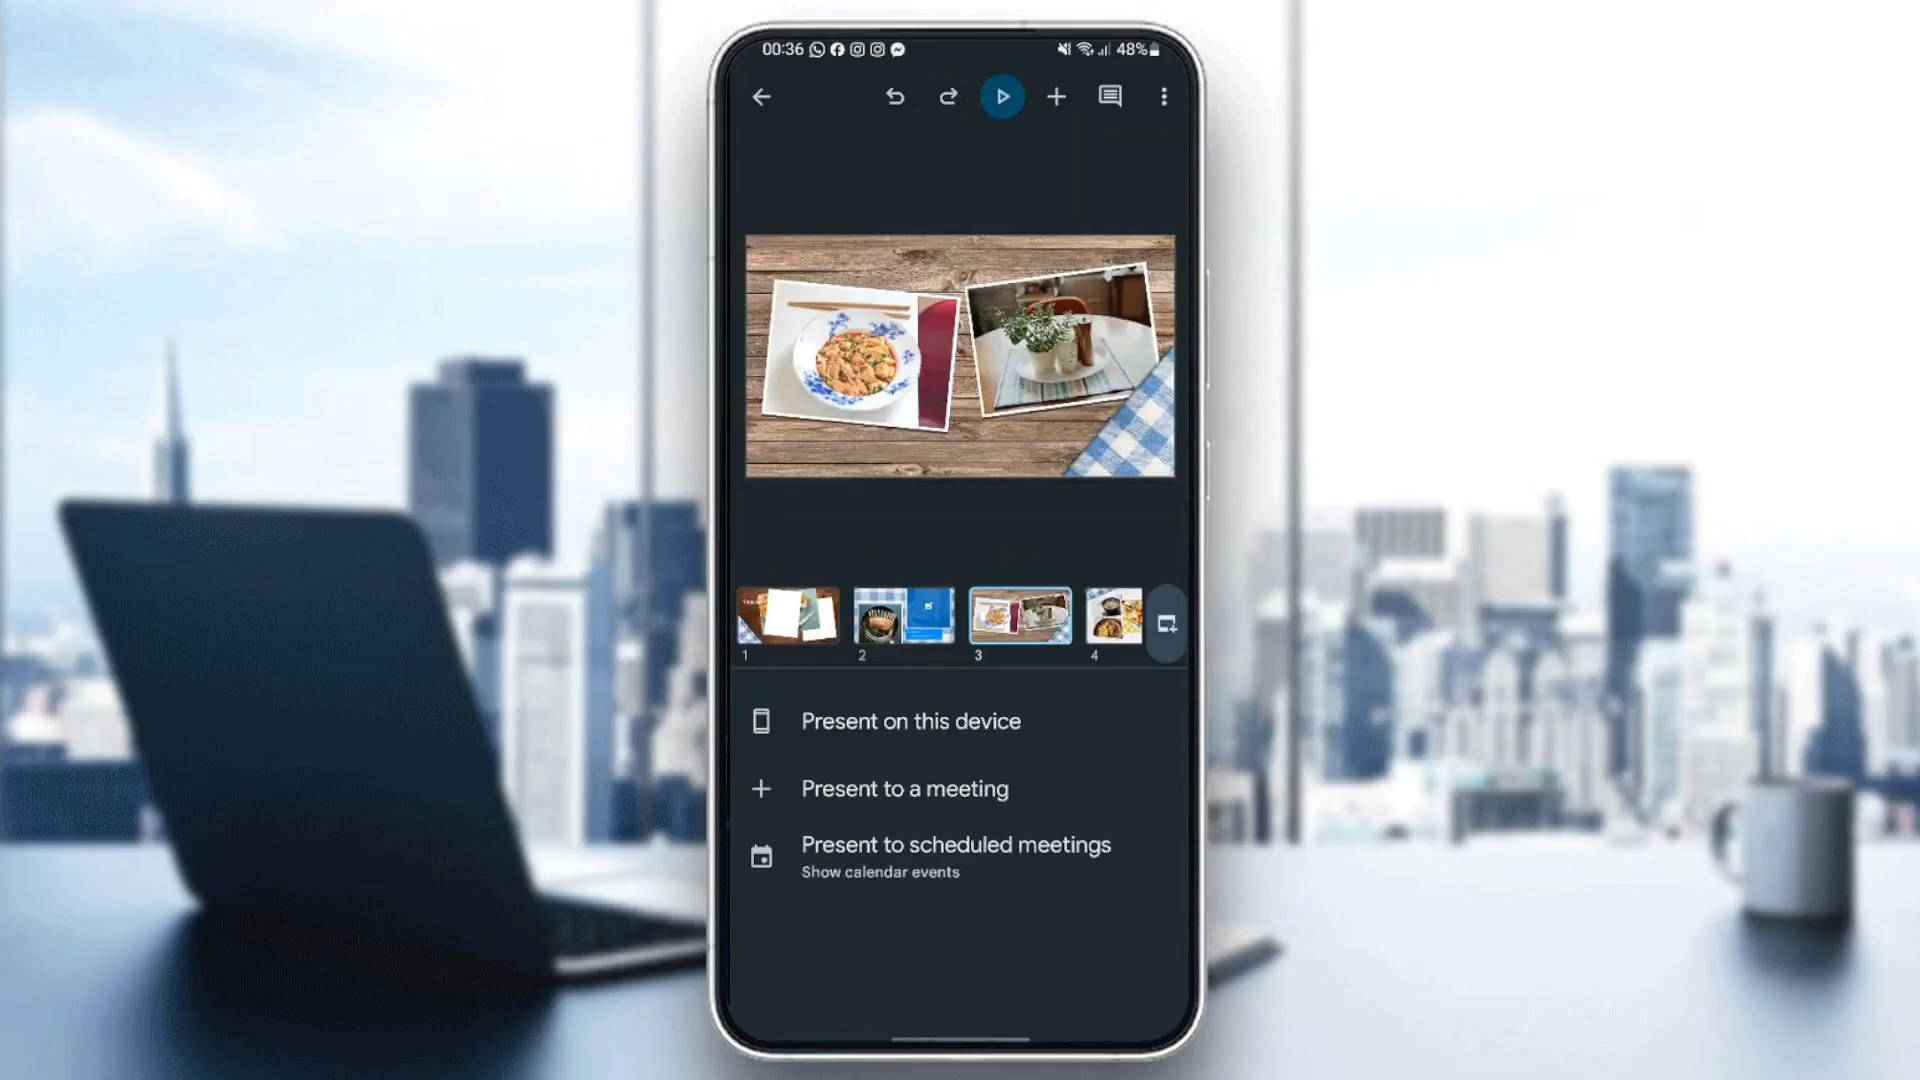 00:36
48%
1
2
3
4
Present on this device
Present to a meeting
Present to scheduled meetings
Show calendar events